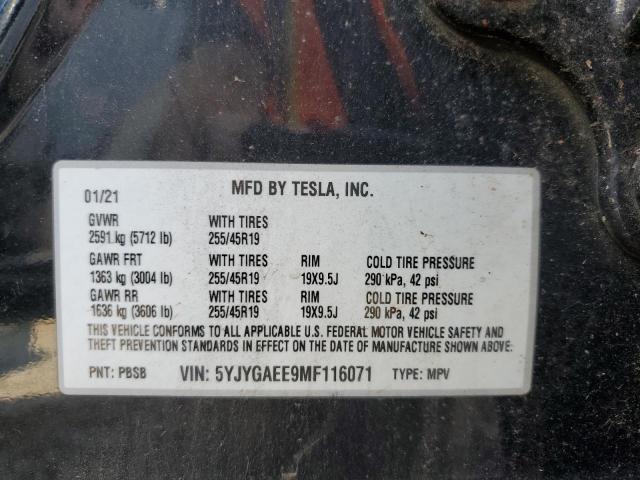 01/21 MFD BY TESLA, INC.
GVWR WITH TIRES
2591 kg (5712 lb) 255/45R19
GAWR FRT WITH TIRES RIM COLD TIRE PRESSURE
1363 kg (3004 lb) 255/45R19 19X9.5J 290 kPa, 42 psi
GAWR RR WITH TIRES RIM COLD TIRE PRESSURE
1636 kg (3606 lb) 255/45R19 19X9.5J 290 kPa, 42 psi
THIS VEHICLE CONFORMS TO ALL APPLICABLE U.S. FEDERAL MOTOR VEHICLE SAFETY AND
THEFT PREVENTION STANDARDS IN EFFECT ON THE DATE OF MANUFACTURE SHOWN ABOVE:
PNT: PBSB VIN: 5YJYGAEE9MF116071 TYPE: MPV